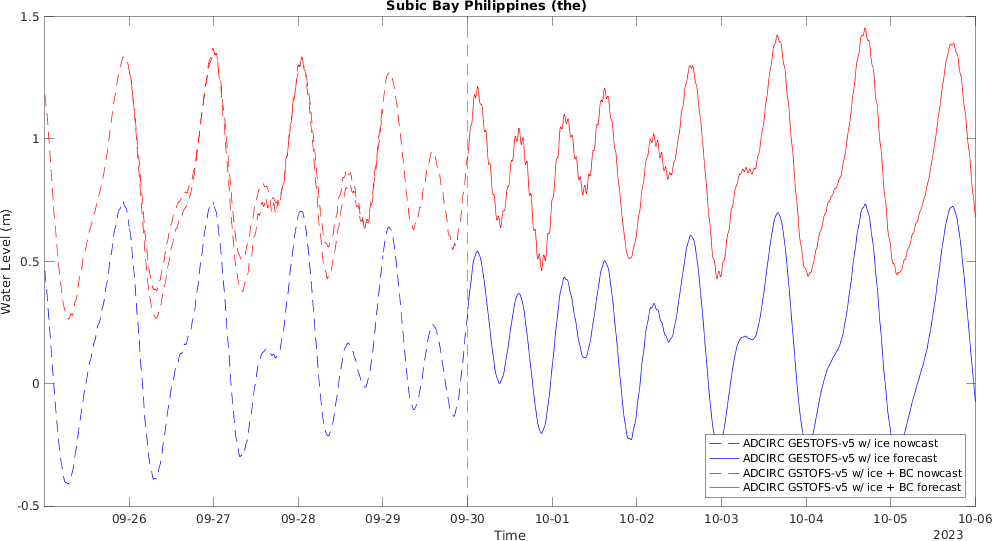 Subic Bay Philippines (the)
1.5
1
0.5
0
-0.5
Water Level (m)
09-26 09-27 09-28 09-29 09-30 10-01 10-02 10-03 10-04 10-05 10-06
Time
2023
ADCIRC GESTOFS-v5 w/ ice nowcast
ADCIRC GESTOFS-v5 w/ ice forecast
ADCIRC GSTOFS-v5 w/ ice + BC nowcast
ADCIRC GSTOFS-v5 w/ ice + BC forecast